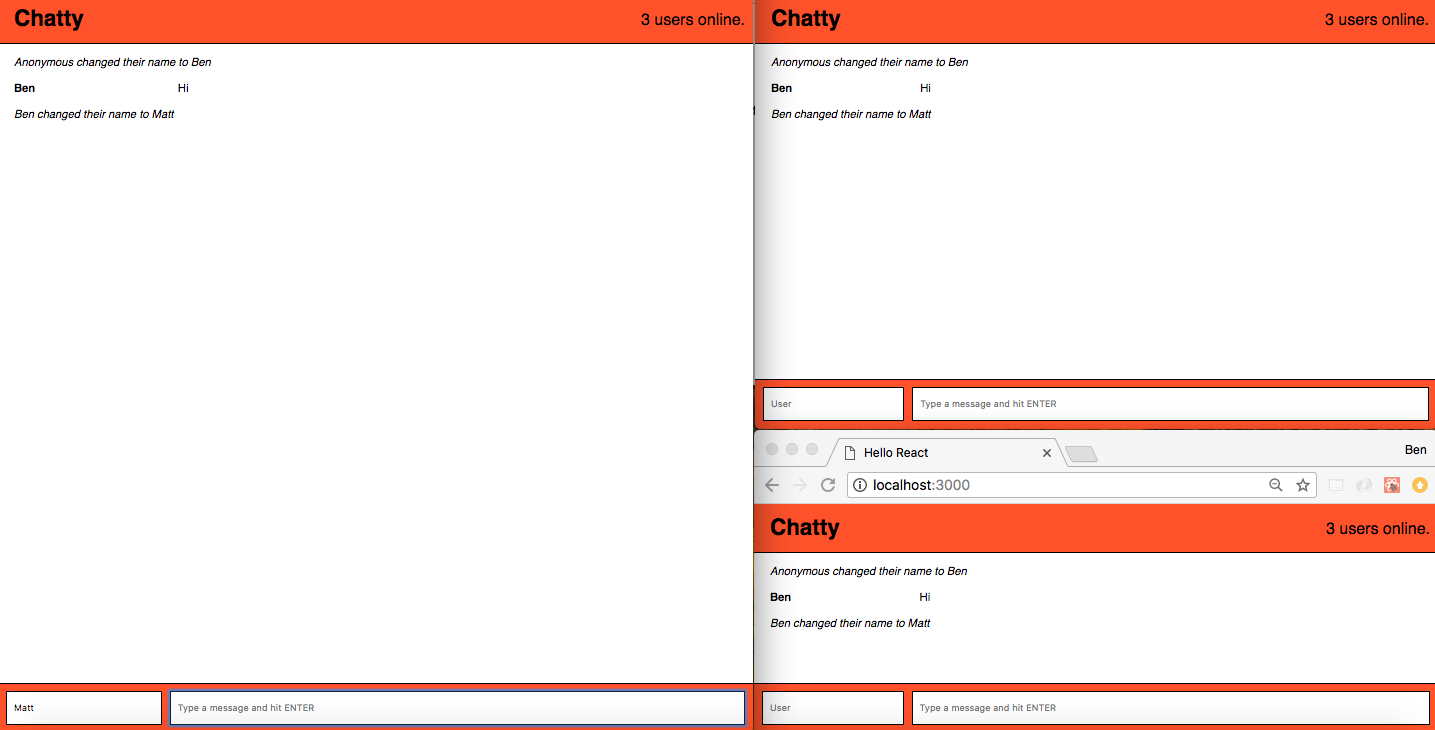 Chatty 3 users online.
Anonymous changed their name to Ben
Ben Hi
Ben changed their name to Matt
Matt Type a message and hit ENTER
Chatty 3 users online.
Anonymous changed their name to Ben
Ben Hi
Ben changed their name to Matt
User Type a message and hit ENTER
Hello React Ben
localhost:3000
Chatty 3 users online.
Anonymous changed their name to Ben
Ben Hi
Ben changed their name to Matt
User Type a message and hit ENTER